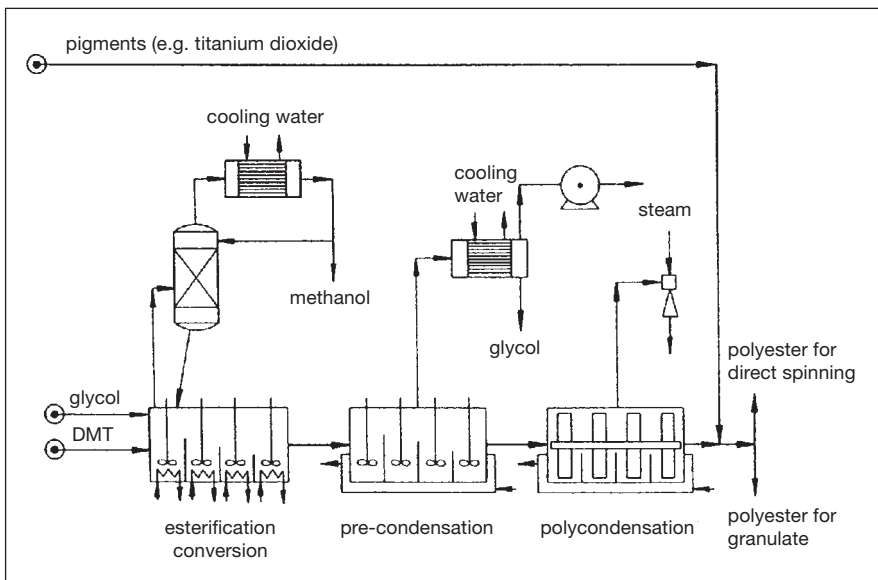 pigments (e.g. titanium dioxide)
cooling water
cooling
water
steam
methanol
glycol
polyester for
direct spinning
glycol
DMT
esterification
conversion
pre-condensation
polycondensation
polyester for
granulate